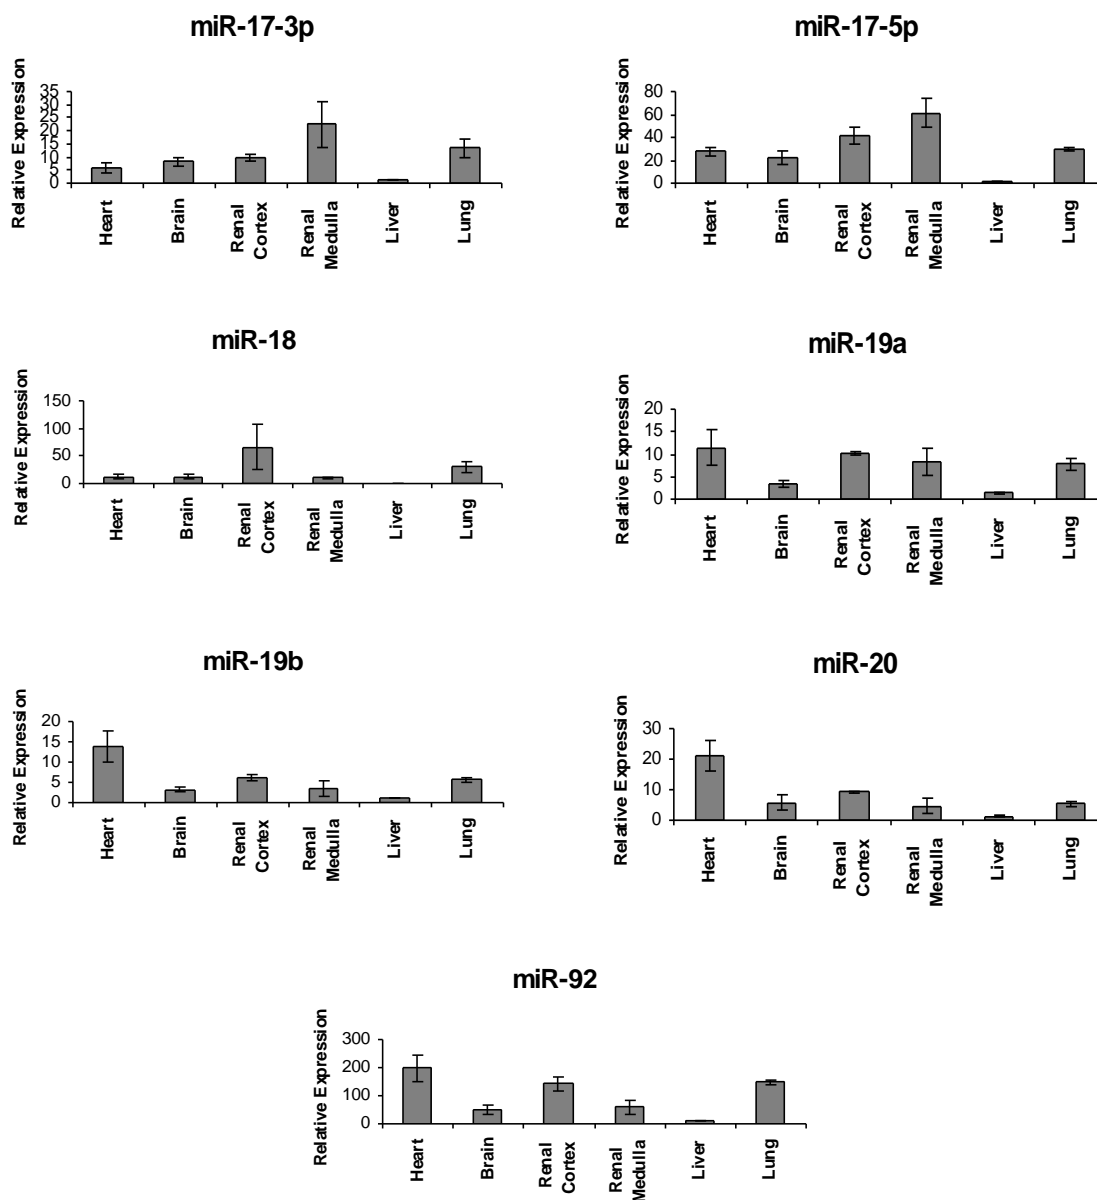 miR-17-3p
Relative Expression
35
30
25
20
15
10
5
0
Heart
Brain
Renal
Cortex
Renal
Medulla
Liver
Lung
miR-17-5p
Relative Expression
80
60
40
20
0
Heart
Brain
Renal
Cortex
Renal
Medulla
Liver
Lung
miR-18
Relative Expression
150
100
50
0
Heart
Brain
Renal
Cortex
Renal
Medulla
Liver
Lung
miR-19a
Relative Expression
20
15
10
5
0
Heart
Brain
Renal
Cortex
Renal
Medulla
Liver
Lung
miR-19b
Relative Expression
20
15
10
5
0
Heart
Brain
Renal
Cortex
Renal
Medulla
Liver
Lung
miR-20
Relative Expression
30
20
10
0
Heart
Brain
Renal
Cortex
Renal
Medulla
Liver
Lung
miR-92
Relative Expression
300
200
100
0
Heart
Brain
Renal
Cortex
Renal
Medulla
Liver
Lung